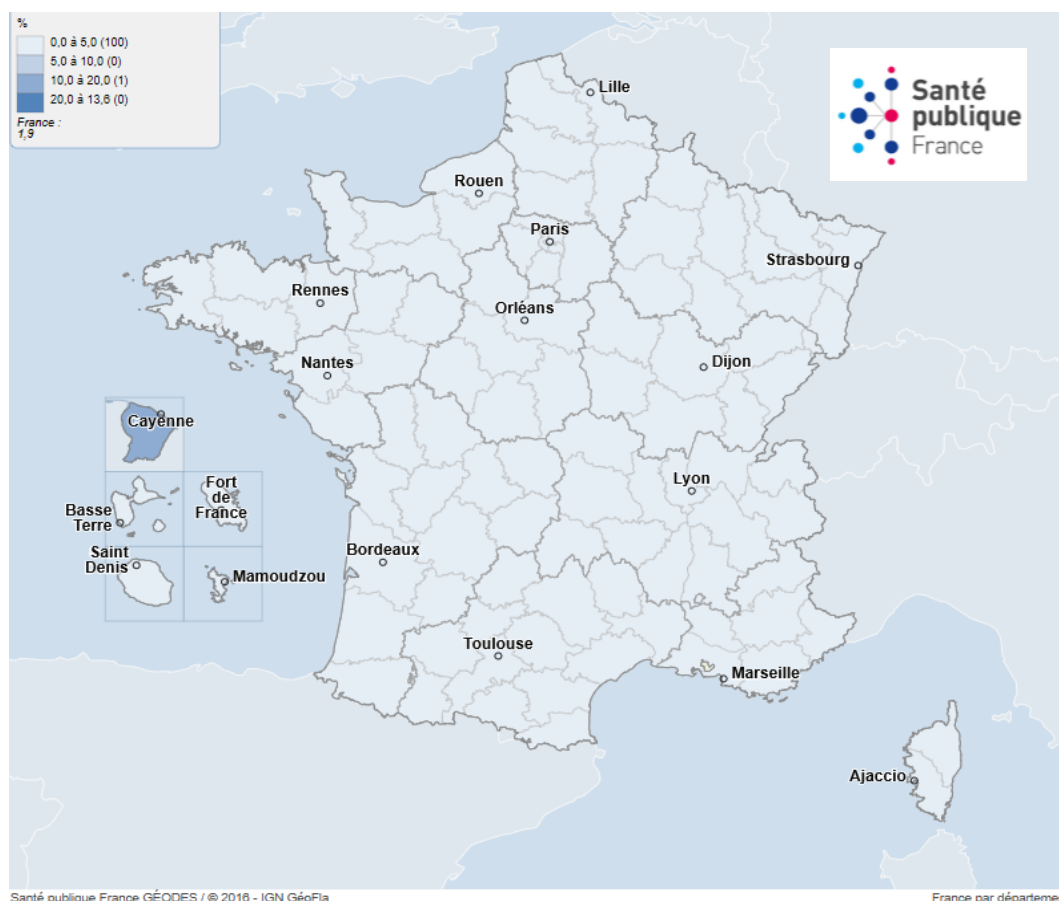 %
0,0 à 5,0 (100)
5,0 à 10,0 (0)
10,0 à 20,0 (1)
20,0 à 13,6 (0)
France :
1,9
Santé
publique
France
Lille
Rouen
Paris
Strasbourg
Rennes
Orléans
Nantes
Dijon
Cayenne
Lyon
Fort
de
France
Basse
Terre
Saint
Denis
Bordeaux
Mamoudzou
Toulouse
Marseille
Ajaccio
Santé publique France GÉODES / © 2016 - IGN GéoFla
France par départeme